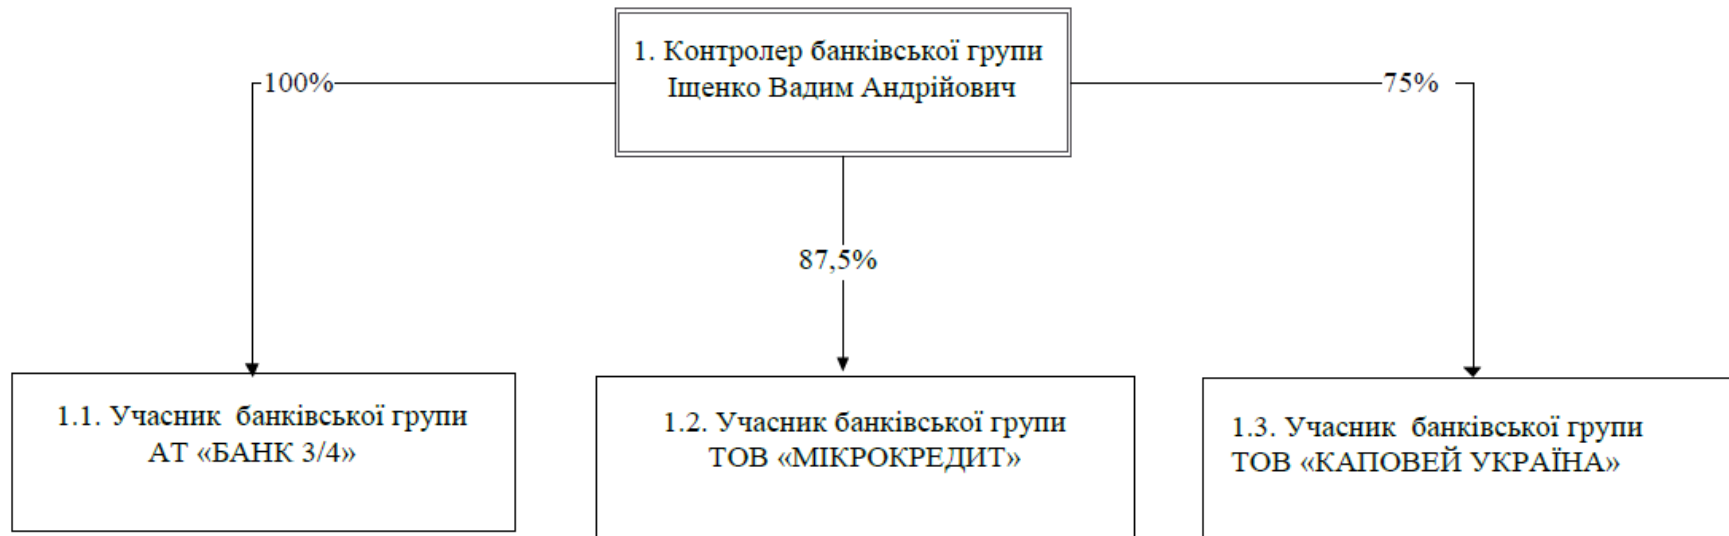 1. Контролер банківської групи
Іщенко Вадим Андрійович
100%
75%
87,5%
1.1. Учасник банківської групи
АТ «БАНК 3/4»
1.2. Учасник банківської групи
ТОВ «МІКРОКРЕДИТ»
1.3. Учасник банківської групи
ТОВ «КАПОВЕЙ УКРАЇНА»